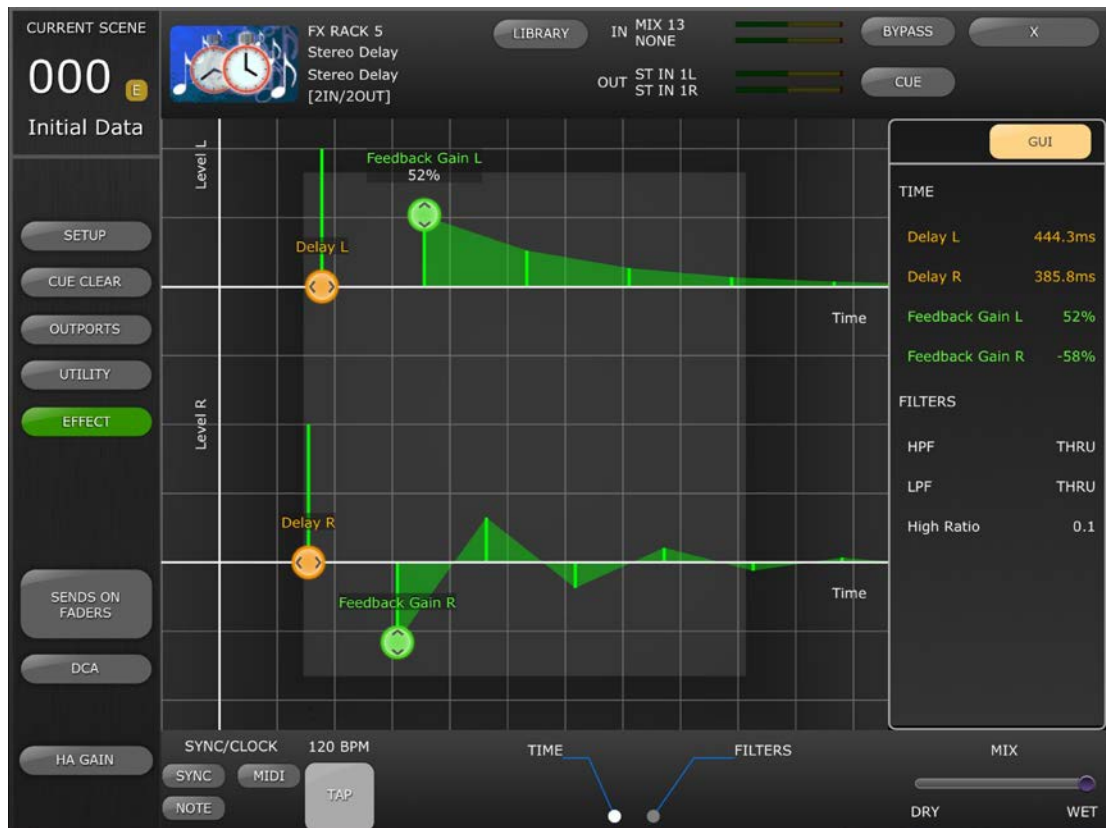 CURRENT SCENE
000 E
Initial Data
SETUP
CUE CLEAR
OUTPORTS
UTILITY
EFFECT
SENDS ON
FADERS
DCA
HA GAIN
FX RACK 5
Stereo Delay
Stereo Delay
[2IN/2OUT]
LIBRARY
IN MIX 13
NONE
OUT ST IN 1L
ST IN 1R
BYPASS
X
CUE
Level L
Feedback Gain L
52%
Delay L
Time
Level R
Delay R
Feedback Gain R
Time
GUI
TIME
Delay L 444.3ms
Delay R 385.8ms
Feedback Gain L 52%
Feedback Gain R -58%
FILTERS
HPF THRU
LPF THRU
High Ratio 0.1
SYNC/CLOCK 120 BPM
SYNC MIDI
NOTE
TAP
TIME FILTERS
MIX
DRY WET